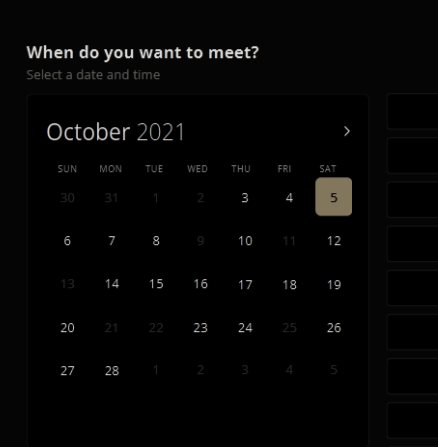 When do you want to meet?
Select a date and time
October 2021
SUN MON TUE WED THU FRI SAT
30 31 1 2 3 4 5
6 7 8 9 10 11 12
13 14 15 16 17 18 19
20 21 22 23 24 25 26
27 28 1 2 3 4 5